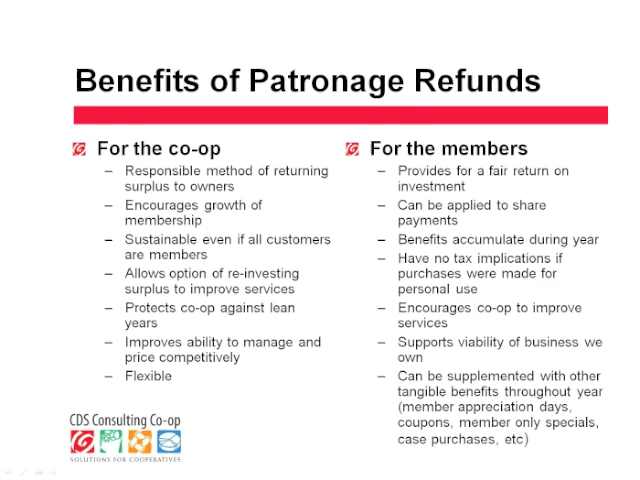 Benefits of Patronage Refunds
For the co-op
– Responsible method of returning
surplus to owners
– Encourages growth of
membership
– Sustainable even if all customers
are members
– Allows option of re-investing
surplus to improve services
– Protects co-op against lean
years
– Improves ability to manage and
price competitively
– Flexible
For the members
– Provides for a fair return on
investment
– Can be applied to share
payments
– Benefits accumulate during year
– Have no tax implications if
purchases were made for
personal use
– Encourages co-op to improve
services
– Supports viability of business we
own
– Can be supplemented with other
tangible benefits throughout year
(member appreciation days,
coupons, member only specials,
case purchases, etc)
CDS Consulting Co-op
SOLUTIONS FOR COOPERATIVES